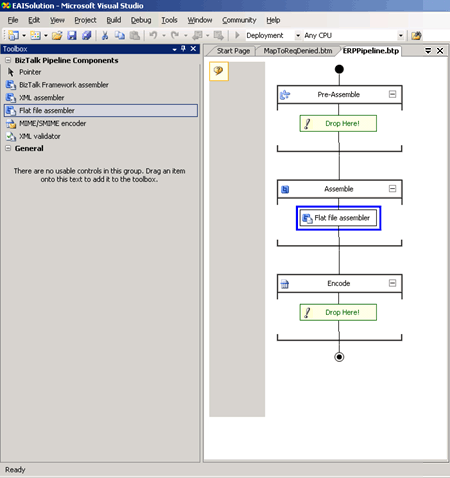 EAISolution - Microsoft Visual Studio
File Edit View Project Build Debug Tools Window Community Help
Deployment Any CPU
Toolbox
BizTalk Pipeline Components
Pointer
BizTalk Framework assembler
XML assembler
Flat file assembler
MIME/SMIME encoder
XML validator
General
There are no usable controls in this group. Drag an item
onto this text to add it to the toolbox.
Start Page MapToReqDenied.btm ERPPipeline.btp
Pre-Assemble
Drop Here!
Assemble
Flat file assembler
Encode
Drop Here!
Ready